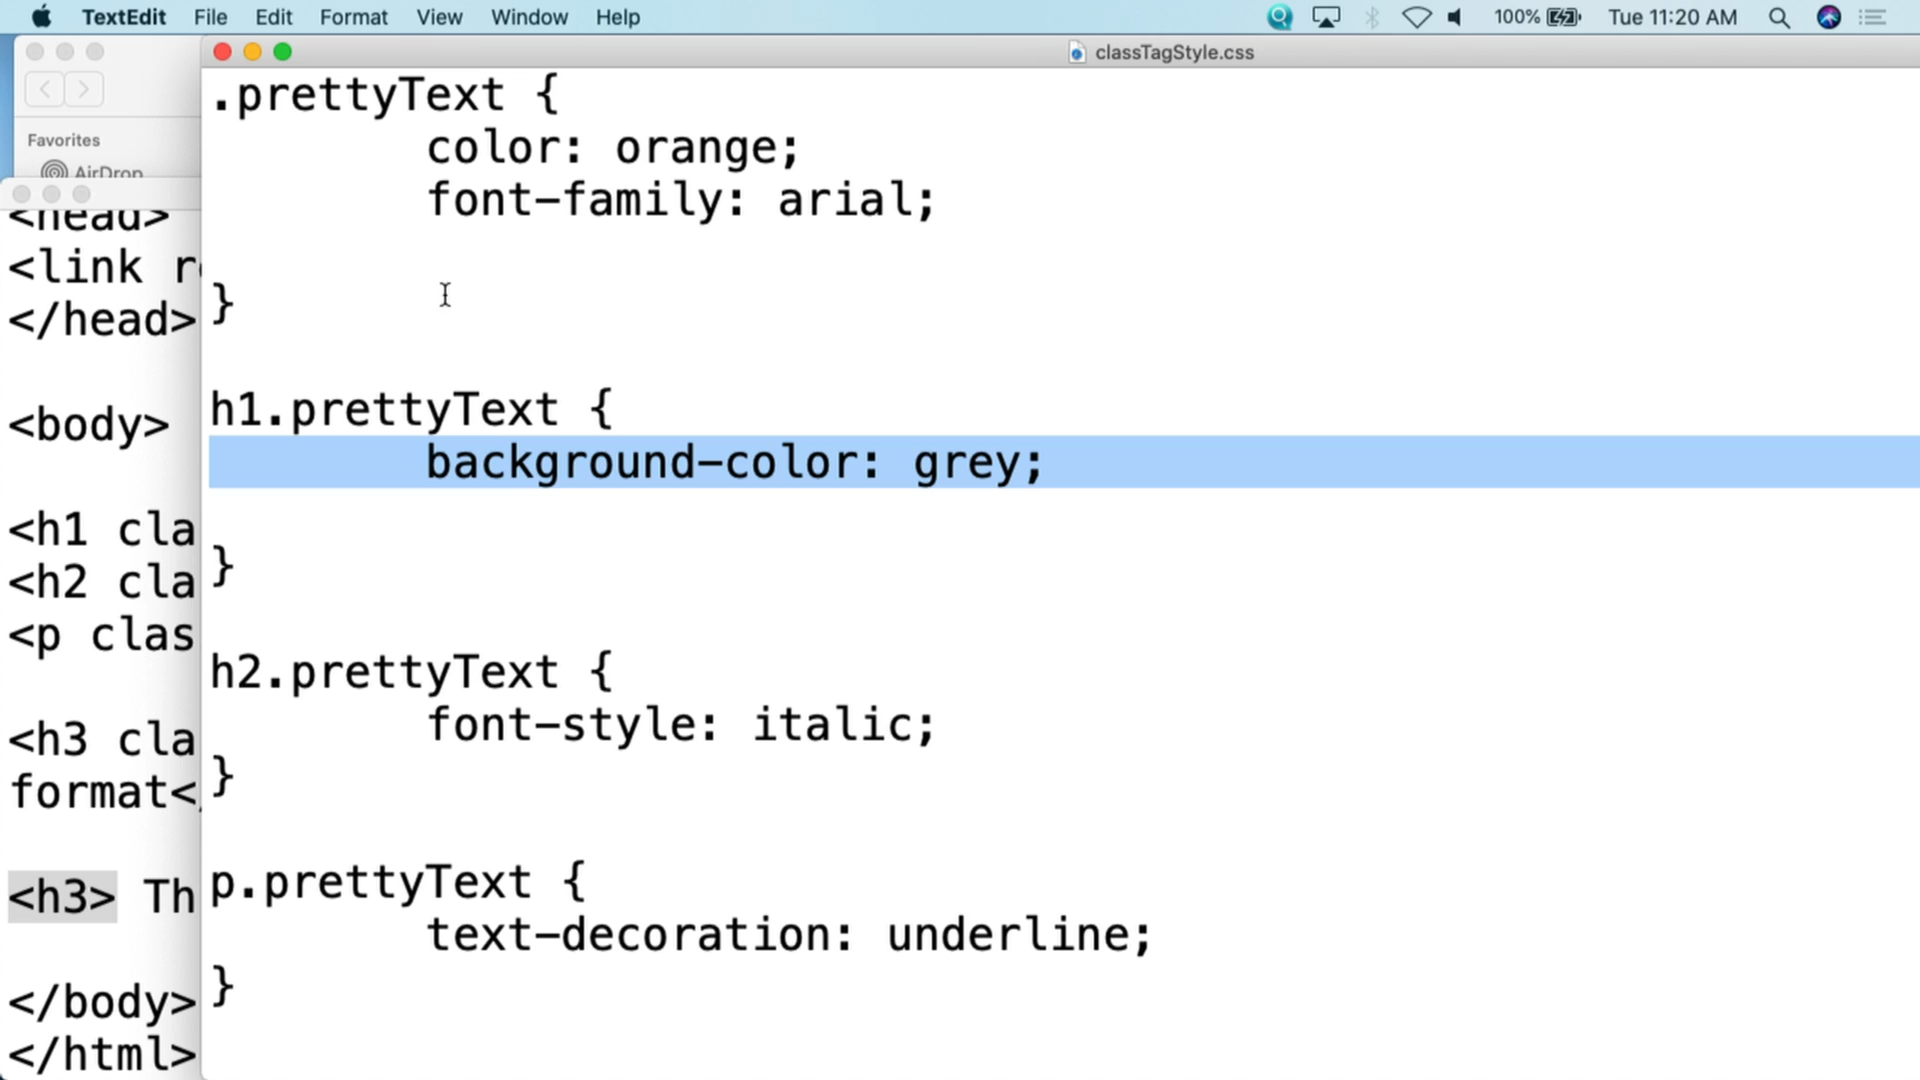 TextEdit File Edit Format View Window Help 100% Tue 11:20 AM
classTagStyle.css
Favorites
AirDrop
<head>
<link
</head>
<body>
<h1 cla
<h2 cla
<p clas
<h3 cla
format<
<h3> Th
</body>
</html>
.prettyText {
color: orange;
font-family: arial;
}
h1.prettyText {
background-color: grey;
}
h2.prettyText {
font-style: italic;
}
p.prettyText {
text-decoration: underline;
}